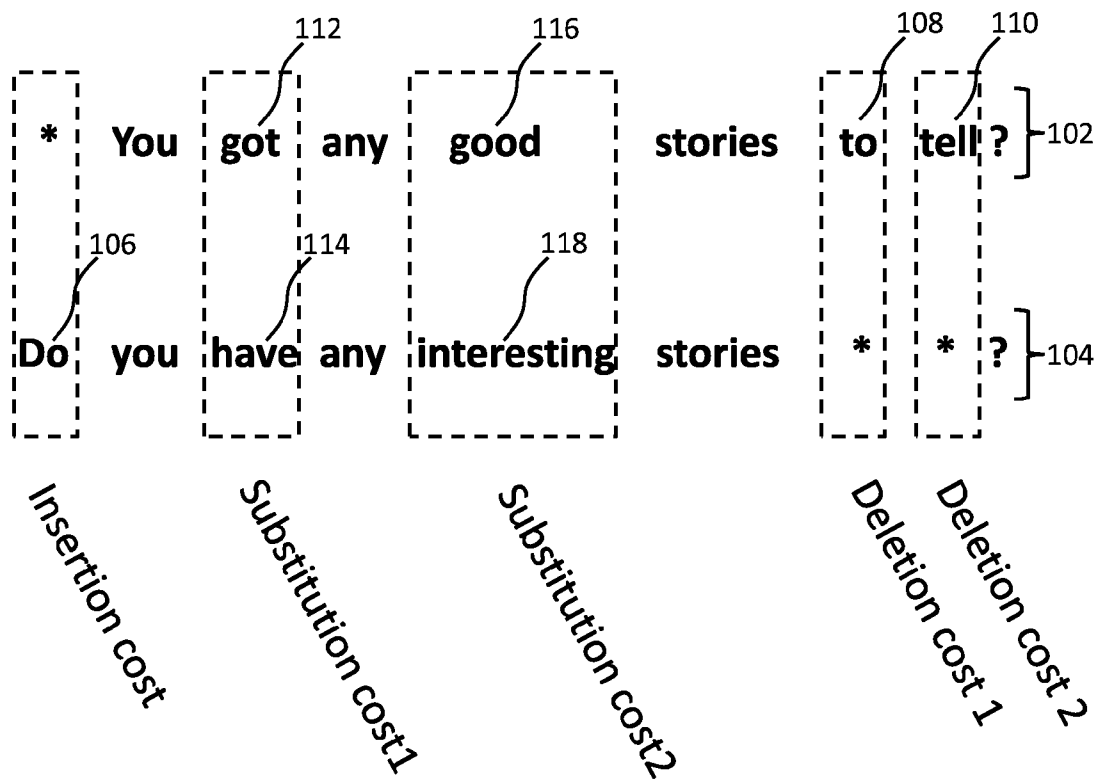 112 116 108 110
* You got any good stories to tell ? 102
106 114 118
Do you have any interesting stories * * ? 104
Insertion cost
Substitution cost1
Substitution cost2
Deletion cost 1
Deletion cost 2